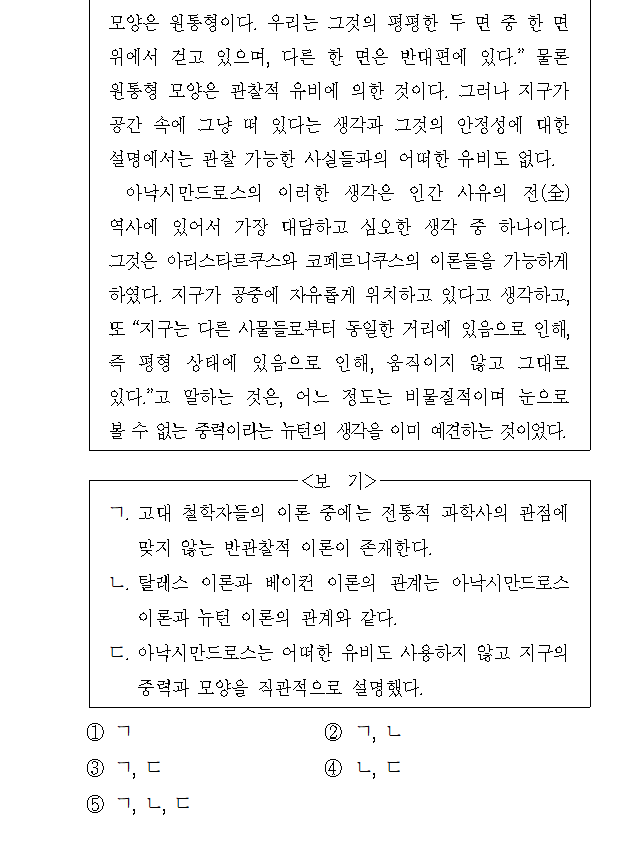 모양은 원통형이다. 우리는 그것의 평평한 두 면 중 한 면
위에서 걷고 있으며, 다른 한 면은 반대편에 있다.” 물론
원통형 모양은 관찰적 유비에 의한 것이다. 그러나 지구가
공간 속에 그냥 떠 있다는 생각과 그것의 안정성에 대한
설명에서는 관찰 가능한 사실들과의 어떠한 유비도 없다.
아낙시만드로스의 이러한 생각은 인간 사유의 전(全)
역사에 있어서 가장 대담하고 심오한 생각 중 하나이다.
그것은 아리스타르쿠스와 코페르니쿠스의 이론들을 가능하게
하였다. 지구가 공중에 자유롭게 위치하고 있다고 생각하고,
또 “지구는 다른 사물들로부터 동일한 거리에 있음으로 인해,
즉 평형 상태에 있음으로 인해, 움직이지 않고 그대로
있다.”고 말하는 것은, 어느 정도는 비물질적이며 눈으로
볼 수 없는 중력이라는 뉴턴의 생각을 이미 예견하는 것이었다.
<보 기>
ㄱ. 고대 철학자들의 이론 중에는 전통적 과학사의 관점에
맞지 않는 반관찰적 이론이 존재한다.
ㄴ. 탈레스 이론과 베이컨 이론의 관계는 아낙시만드로스
이론과 뉴턴 이론의 관계와 같다.
ㄷ. 아낙시만드로스는 어떠한 유비도 사용하지 않고 지구의
중력과 모양을 직관적으로 설명했다.
① ㄱ ② ㄱ, ㄴ
③ ㄱ, ㄷ ④ ㄴ, ㄷ
⑤ ㄱ, ㄴ, ㄷ